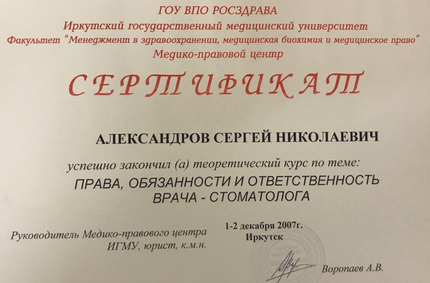 ГОУ ВПО РОСЗДРАВА
Иркутский государственный медицинский университет
Факультет "Менеджмент в здравоохранении, медицинская биохимия и медицинское право"
Медико-правовой центр
СЕРТИФИКАТ
АЛЕКСАНДРОВ СЕРГЕЙ НИКОЛАЕВИЧ
успешно закончил (а) теоретический курс по теме:
ПРАВА, ОБЯЗАННОСТИ И ОТВЕТСТВЕННОСТЬ
ВРАЧА - СТОМАТОЛОГА
1-2 декабря 2007г.
Иркутск
Руководитель Медико-правового центра
ИГМУ, юрист, к.м.н.
Воропаев А.В.